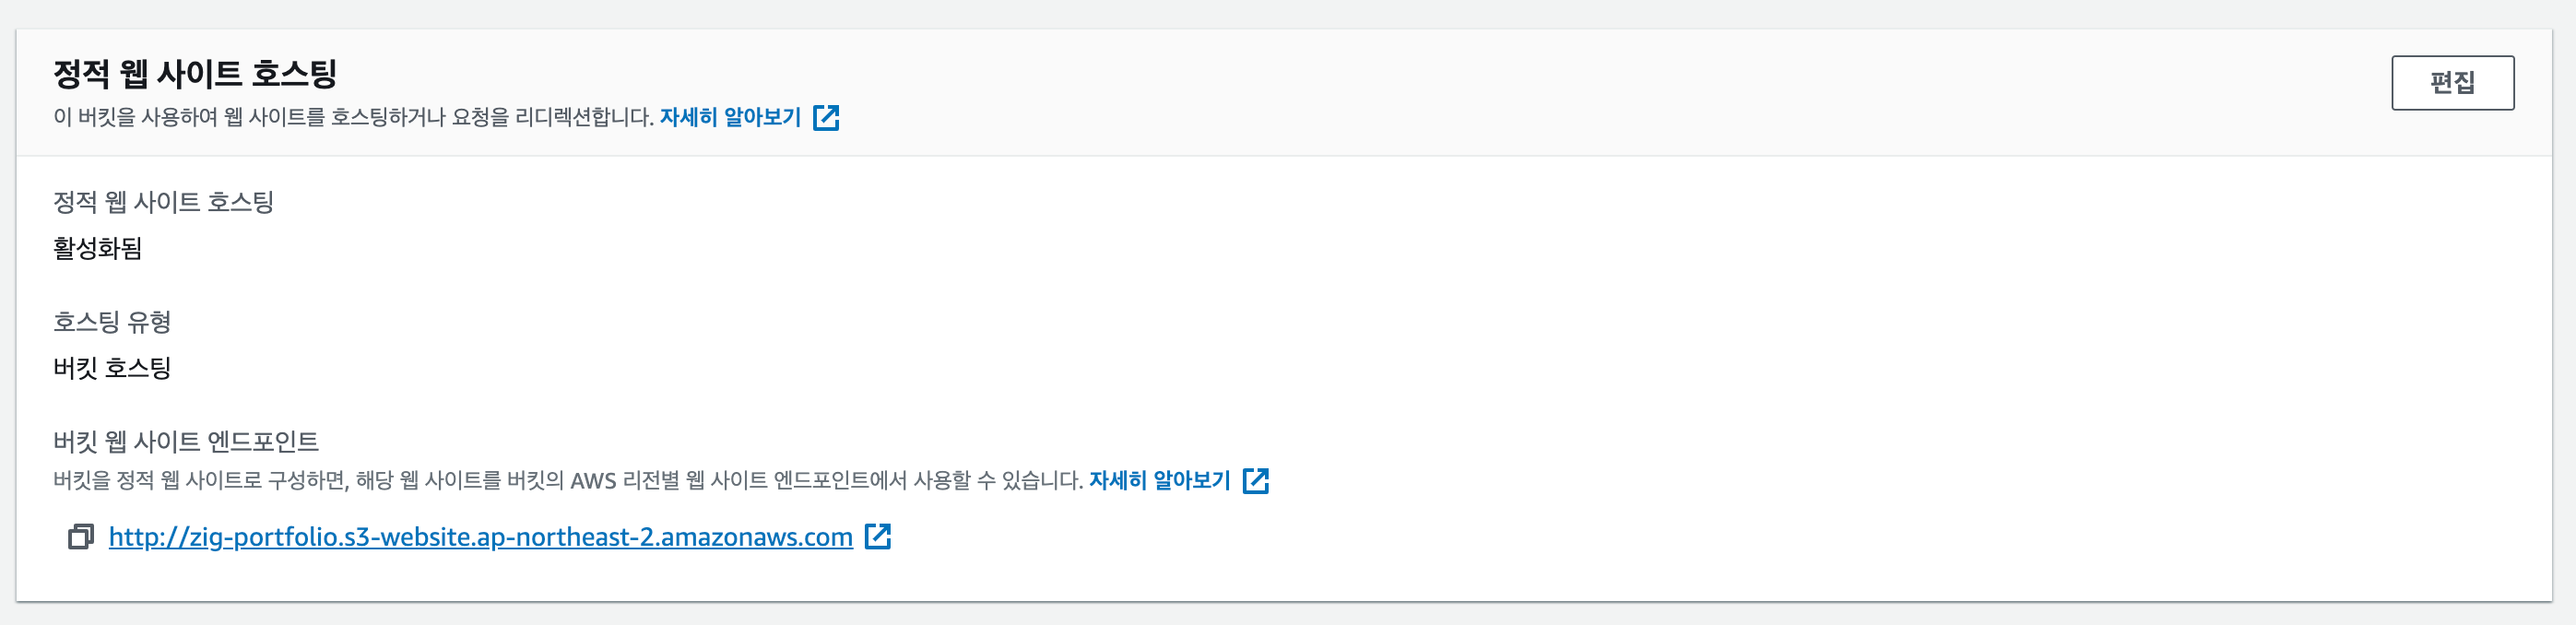 정적 웹 사이트 호스팅
편집
이 버킷을 사용하여 웹 사이트를 호스팅하거나 요청을 리디렉션합니다. 자세히 알아보기
정적 웹 사이트 호스팅
활성화됨
호스팅 유형
버킷 호스팅
버킷 웹 사이트 엔드포인트
버킷을 정적 웹 사이트로 구성하면, 해당 웹 사이트를 버킷의 AWS 리전별 웹 사이트 엔드포인트에서 사용할 수 있습니다. 자세히 알아보기
http://zig-portfolio.s3-website.ap-northeast-2.amazonaws.com